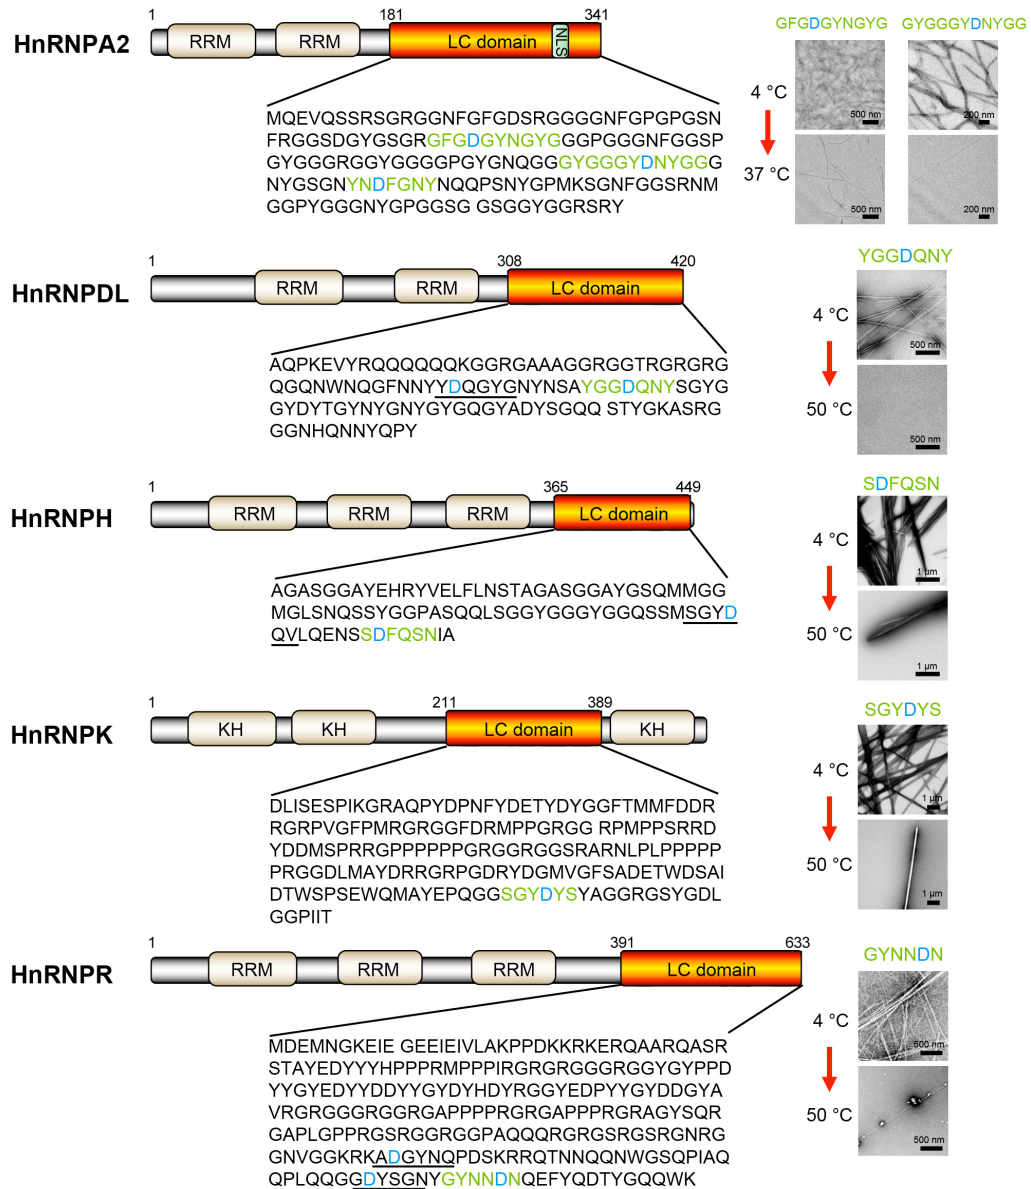 1 181 341
HnRNPA2 RRM RRM LC domain NLS
GFGDGYNGYG GYGGGYDNYGG
4 °C 500 nm 200 nm
37 °C 500 nm 200 nm
MQEVQSSRSGRGGNFGFGDSRGGGGNFGPGPGSN
FRGGSDGYGSGRGFGDGYNGYGGGPGGGNFGGSP
GYGGGRGGYGGGGPGYGNQGGGYGGGYDNYGGG
NYGSGNYNDFGNYNQQPSNYGPMKSGNFGGSRNM
GGPYGGGNYGPGGSG GSGGYGGRSRY
1 308 420
HnRNPDL RRM RRM LC domain
YGGDQNY
4 °C 500 nm
50 °C 500 nm
AQPKEVYRQQQQQQKGGRGAAAGGRGGTRGRGRG
QGQNWNQGFNNYYDQGYGNYNSAYGGDQNYSGYG
GYDYTGYNYGNYGYGQGYADYSGQQ STYGKASRG
GGNHQNNYQPY
1 365 449
HnRNPH RRM RRM RRM LC domain
SDFQSN
4 °C 1 μm
50 °C 1 μm
AGASGGAYEHRYVELFLNSTAGASGGAYGSQMMGG
MGLSNQSSYGGPASQQLSGGYGGGYGGQSSMSGYD
QVLQENSSDFQSNIA
1 211 389
HnRNPK KH KH LC domain KH
SGYDYS
4 °C 1 μm
50 °C 1 μm
DLISESPIKGRAQPYDPNFYDETYDYGGFTMMFDDR
RGRPVGFPMRGRGGFDRMPPGRGG RPMPPSRRD
YDDMSPRRGPPPPPPGRGGRGGSRARNLPLPPPPP
PRGGDLMAYDRRGRPGDRYDGMVGFSADETWDSAI
DTWSPSEWQMAYEPQGGSGYDYSYAGGRGSYGDL
GGPIIT
1 391 633
HnRNPR RRM RRM RRM LC domain
GYNNDN
4 °C 500 nm
50 °C 500 nm
MDEMNGKEIE GEEIEIVLAKPPDKKRKERQAARQASR
STAYEDYYYHPPPRMPPPIRGRGRGGGRGGYGYPPD
YYGYEDYYDDYYGYDYHDYRGGYEDPYYGYDDGYA
VRGRGGGRGGRGAPPPPRGRGAPPPRGRAGYSQR
GAPLGPPRGSRGGRGGPAQQQRGRGSRGSRGNRG
GNVGGKRKADGYNQPDSKRRQTNNQQNWGSQPIAQ
QPLQQGGDYSGNYGYNNDNQEFYQDTYGQQWK